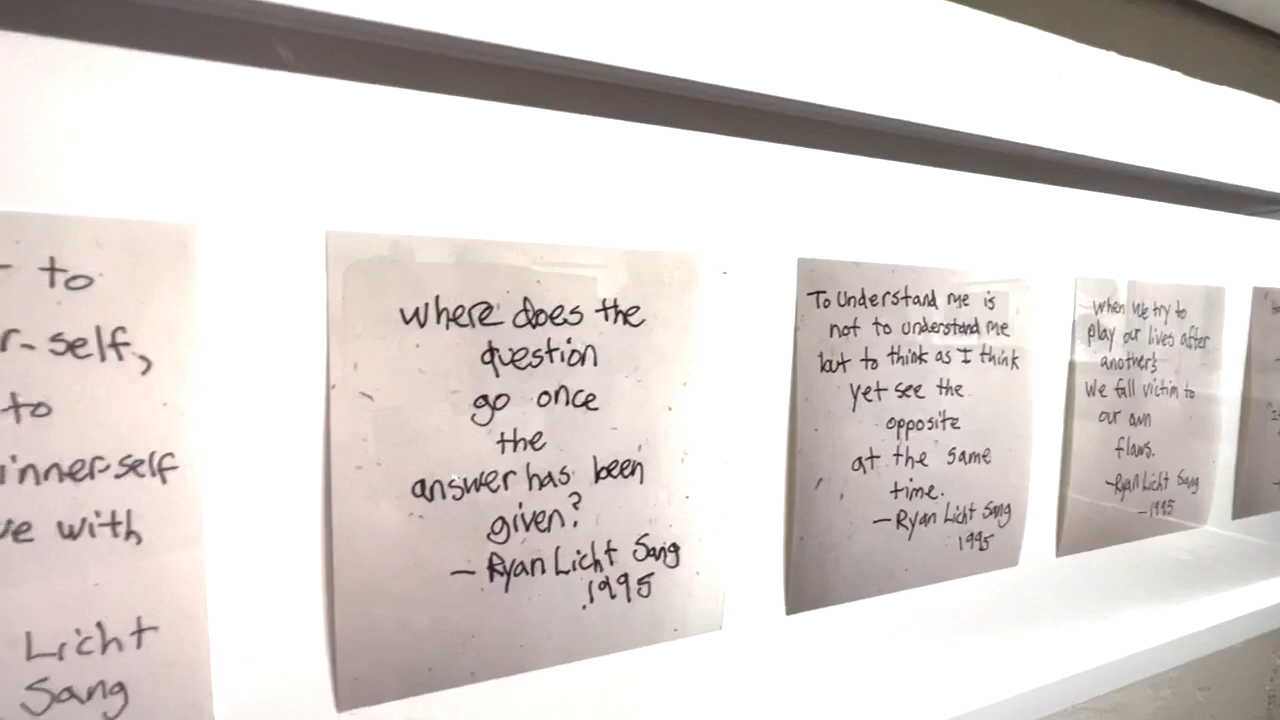 to
r-self,
to
inner-self
ve with
Licht
Sang
where does the
question
go once
the
answer has been
given?
— Ryan Licht Sang
1995
To Understand me is
not to understand me
but to think as I think
yet see the
opposite
at the same
time.
— Ryan Licht Sang
1995
when we try to
play our lives after
another's
we fall victim to
our own
flaws.
-Ryan Licht Sang
-1995